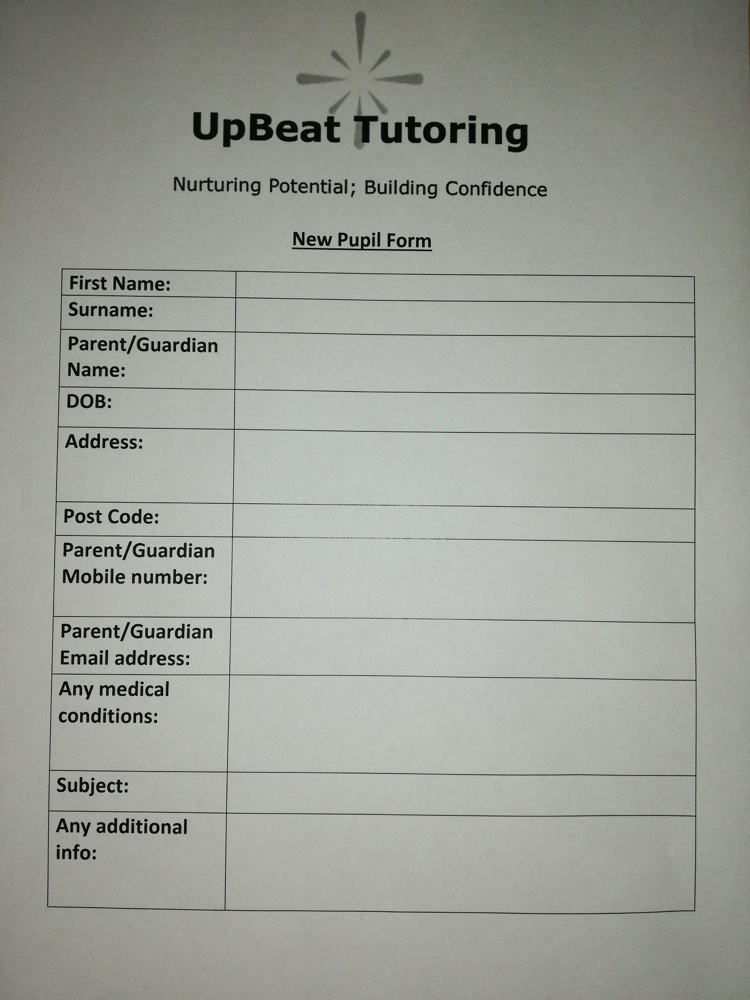 UpBeat Tutoring
Nurturing Potential; Building Confidence
New Pupil Form
First Name:
Surname:
Parent/Guardian
Name:
DOB:
Address:
Post Code:
Parent/Guardian
Mobile number:
Parent/Guardian
Email address:
Any medical
conditions:
Subject:
Any additional
info: